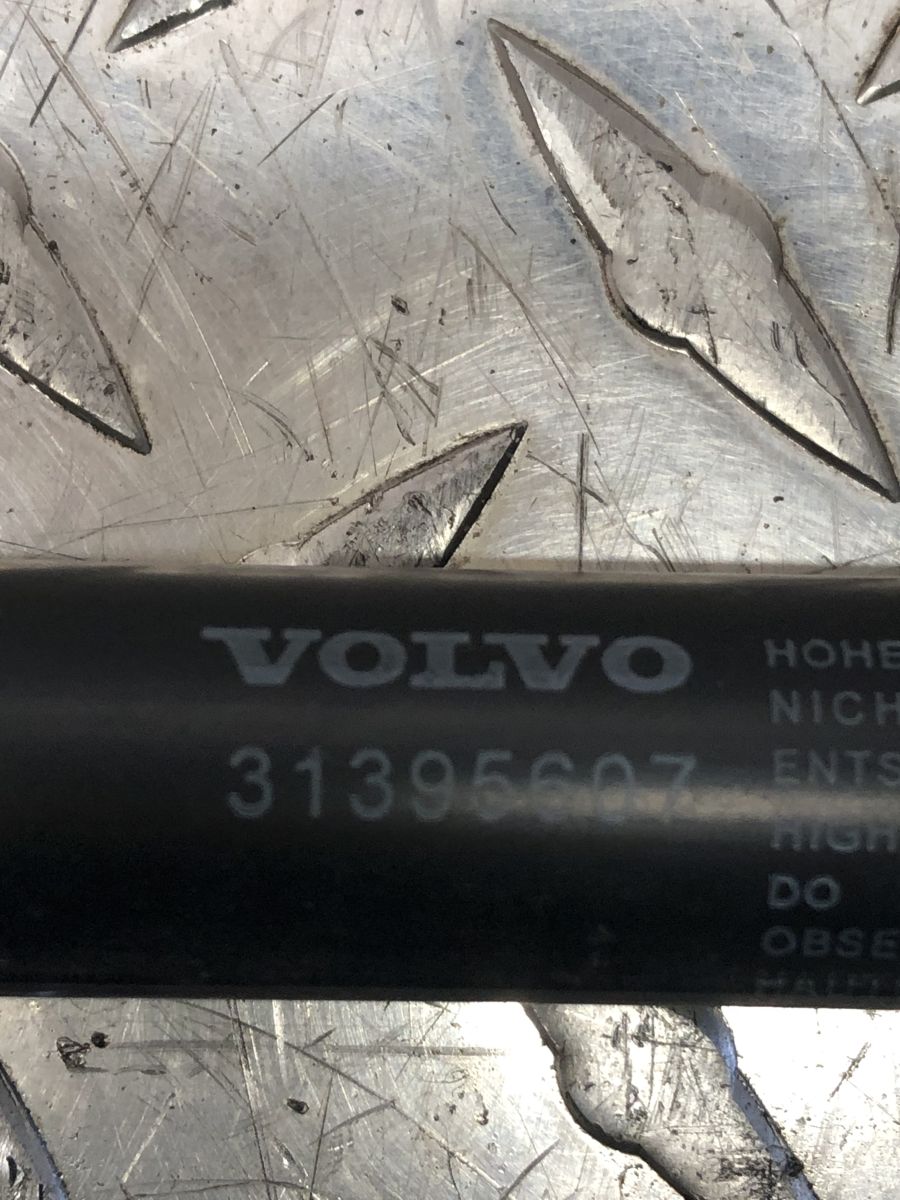 VOLVO
31395607
HOHE
NICH
ENTS
HIGH
DO
OBSE